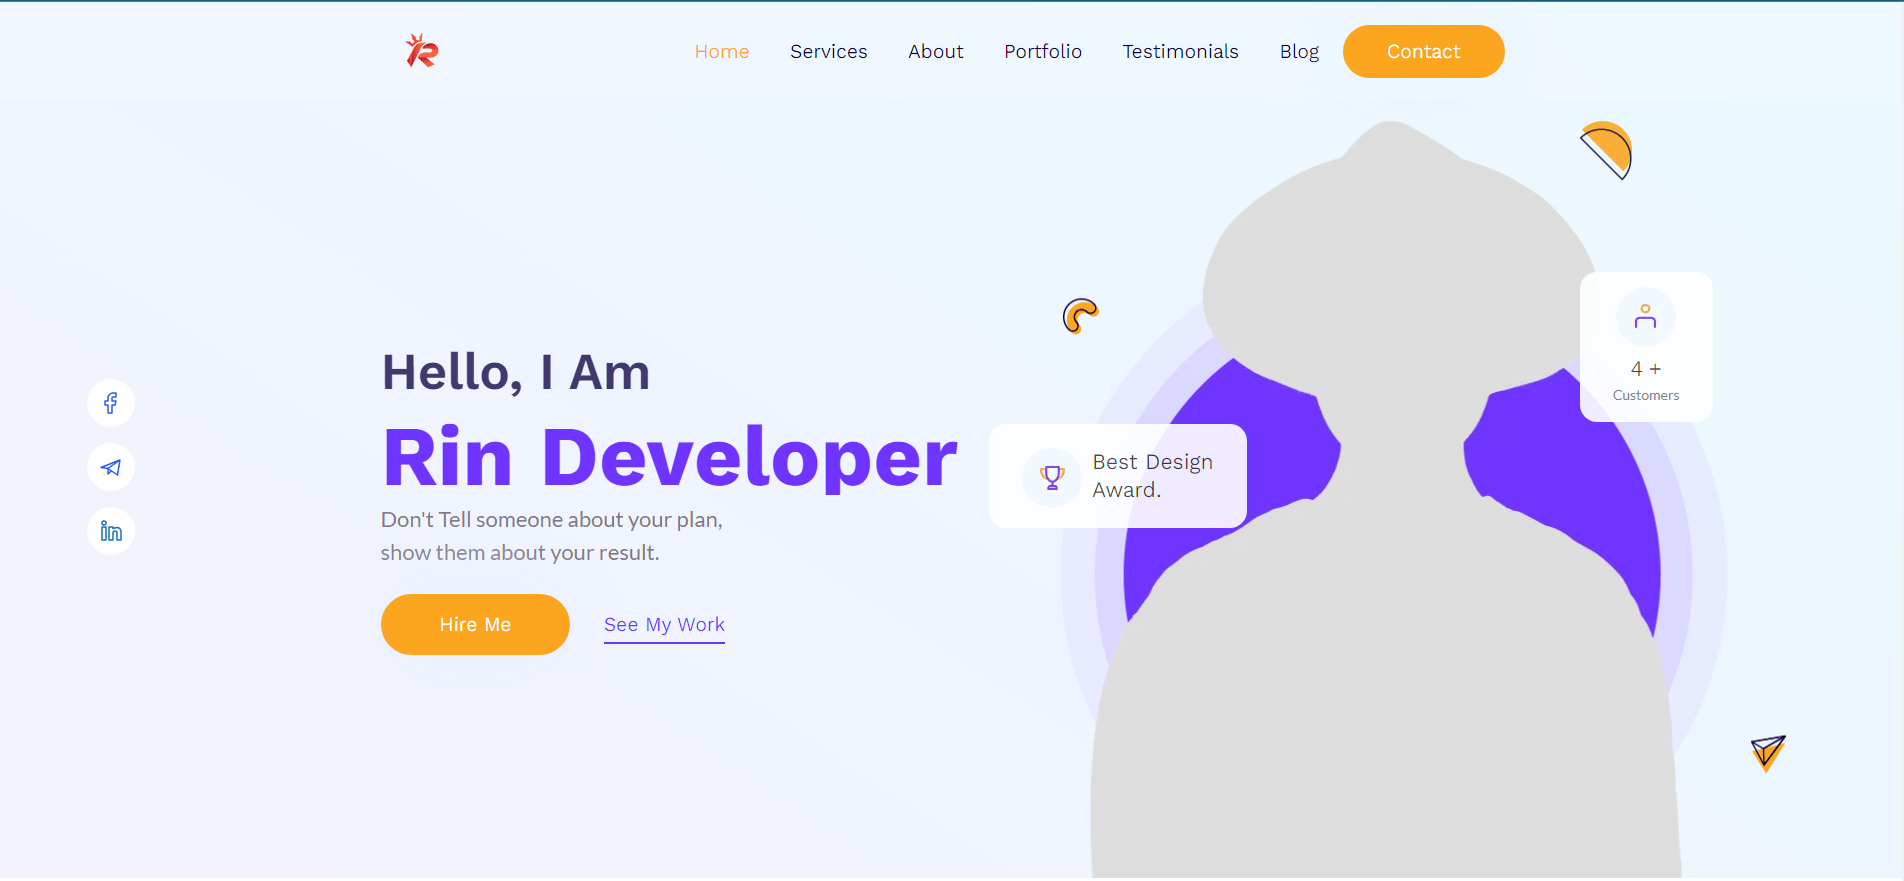 Home Services About Portfolio Testimonials Blog Contact
Hello, I Am
Rin Developer
Don't Tell someone about your plan,
show them about your result.
Hire Me See My Work
Best Design
Award.
4 +
Customers